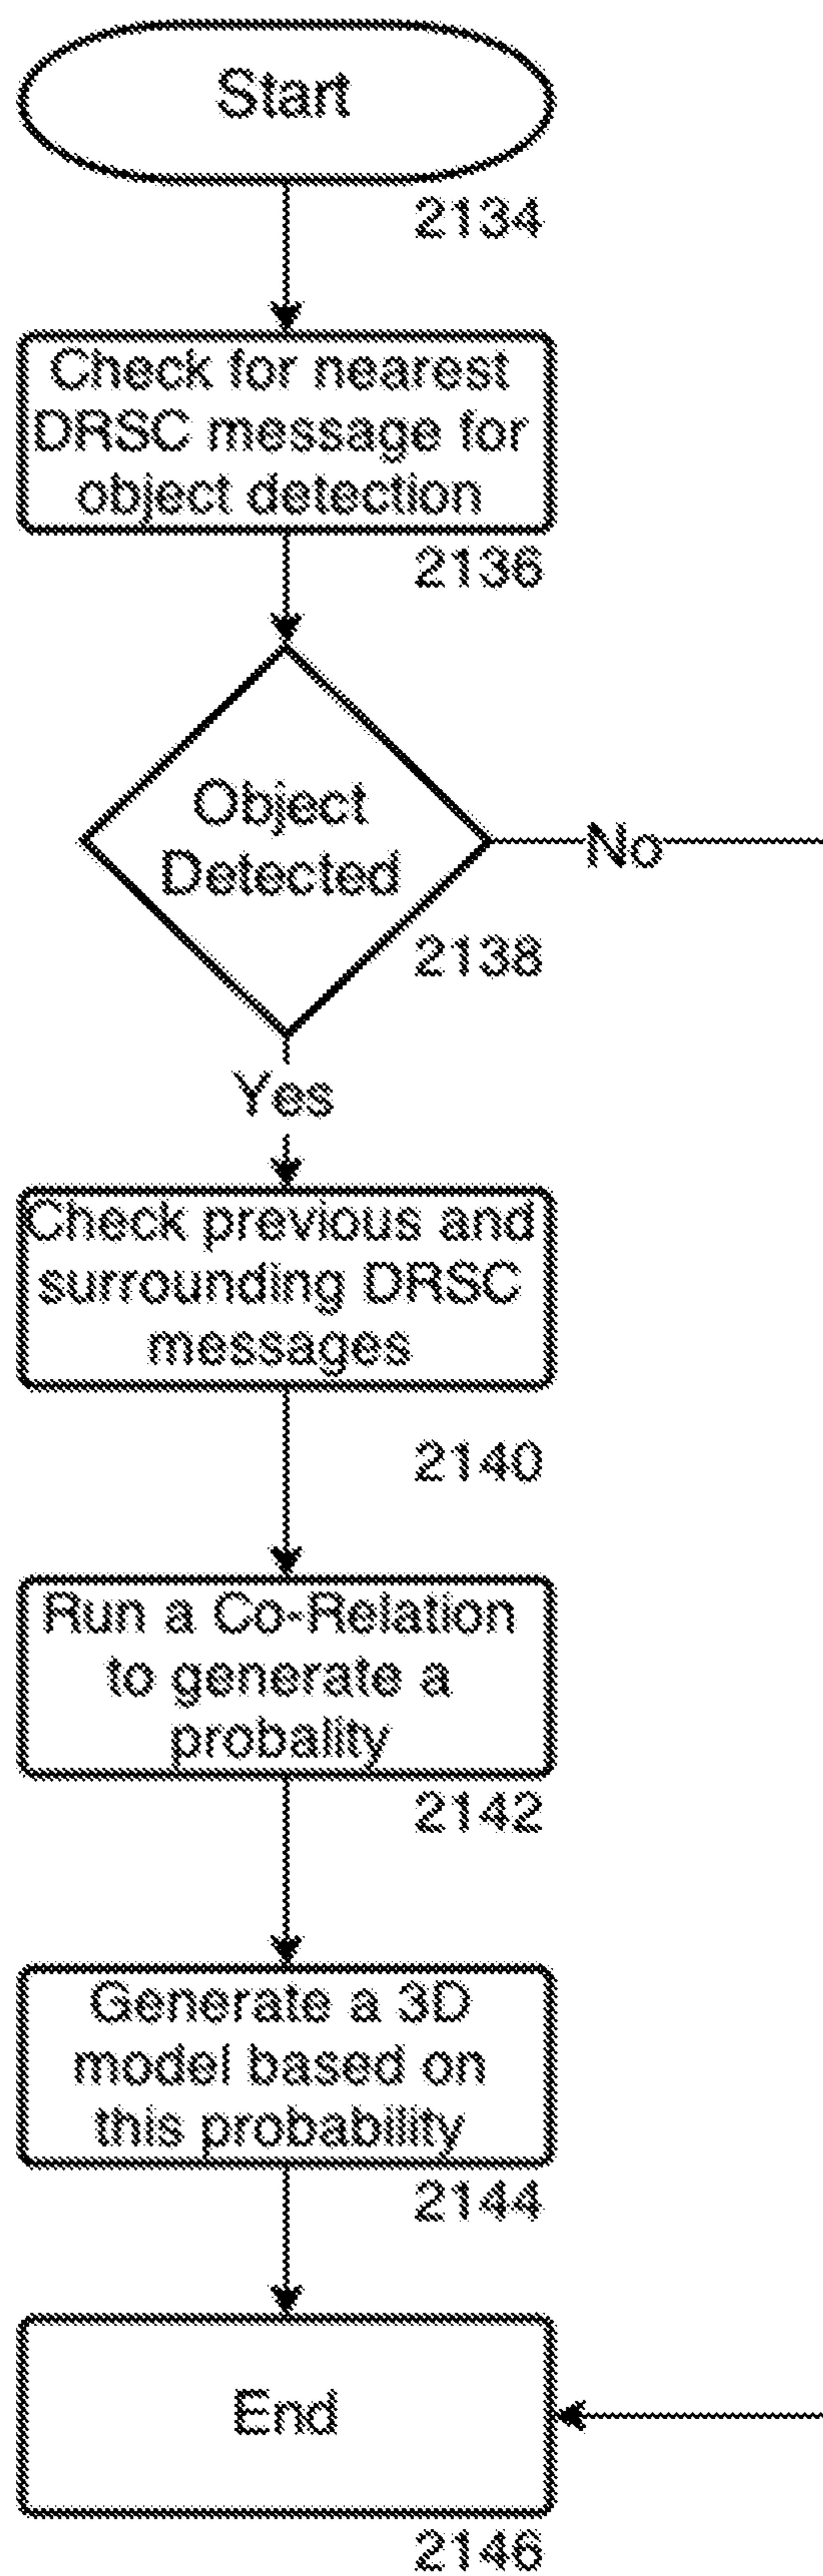 Start
2134
Check for nearest
DRSC message for
object detection
2136
Object
Detected
No
2138
Yes
Check previous and
surrounding DRSC
messages
2140
Run a Co-Relation
to generate a
probality
2142
Generate a 3D
model based on
this probability
2144
End
2146